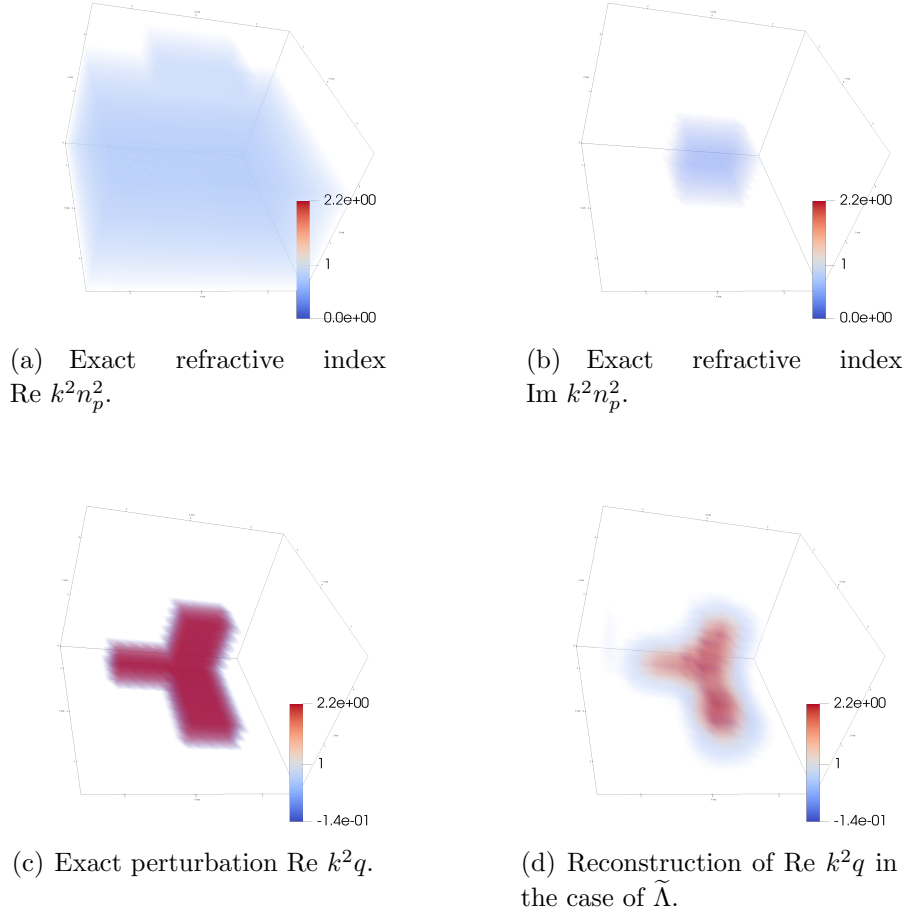 2.2e+00
1
0.0e+00
2.2e+00
1
0.0e+00
(a) Exact refractive index
Re k²n_p².
(b) Exact refractive index
Im k²n_p².
2.2e+00
1
-1.4e-01
2.2e+00
1
-1.4e-01
(c) Exact perturbation Re k²q.
(d) Reconstruction of Re k²q in
the case of Λ̃.